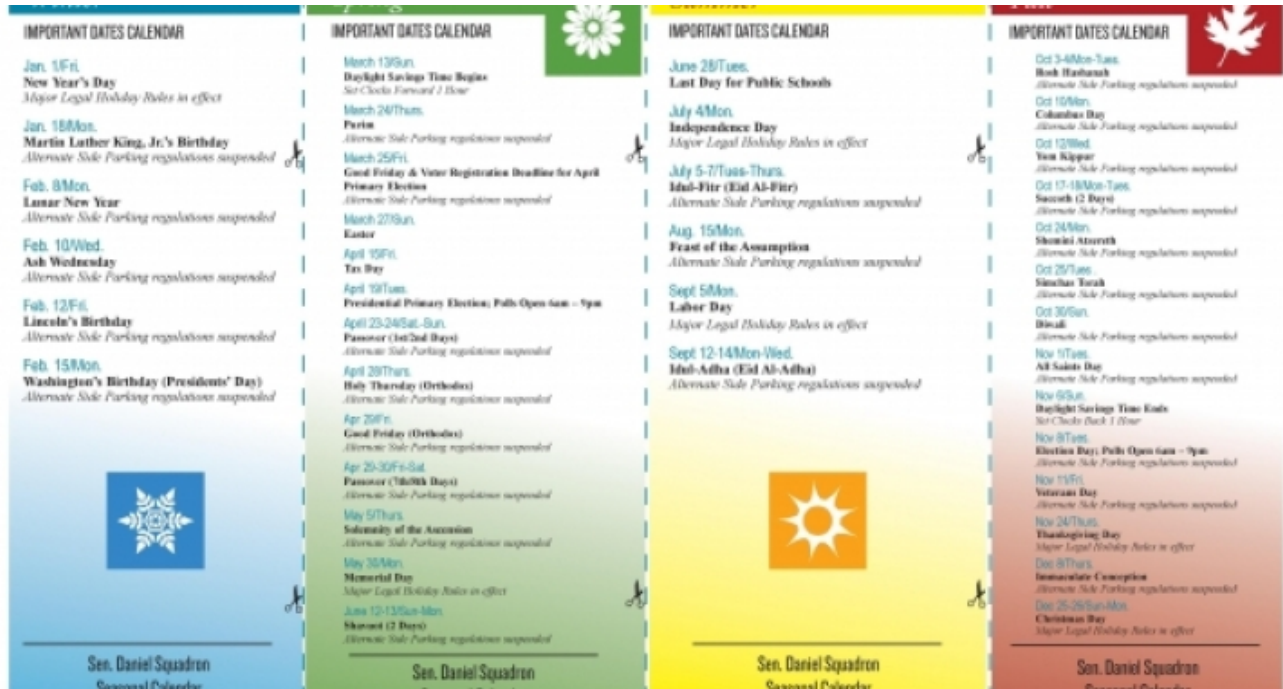 Winter
IMPORTANT DATES CALENDAR
Jan. 1/Fri.
New Year's Day
Major Legal Holiday Rules in effect
Jan. 18/Mon.
Martin Luther King, Jr.'s Birthday
Alternate Side Parking regulations suspended
Feb. 8/Mon.
Lunar New Year
Alternate Side Parking regulations suspended
Feb. 10/Wed.
Ash Wednesday
Alternate Side Parking regulations suspended
Feb. 12/Fri.
Lincoln's Birthday
Alternate Side Parking regulations suspended
Feb. 15/Mon.
Washington's Birthday (Presidents' Day)
Alternate Side Parking regulations suspended
Sen. Daniel Squadron
Seasonal Calendar
Spring
IMPORTANT DATES CALENDAR
March 13/Sun.
Daylight Savings Time Begins
Set Clocks Forward 1 Hour
March 24/Thurs.
Purim
Alternate Side Parking regulations suspended
March 25/Fri.
Good Friday & Voter Registration Deadline for April
Primary Election
Alternate Side Parking regulations suspended
March 27/Sun.
Easter
April 15/Fri.
Tax Day
April 19/Tues.
Presidential Primary Election; Polls Open 6am – 9pm
April 23-24/Sat.-Sun.
Passover (1st/2nd Days)
Alternate Side Parking regulations suspended
April 28/Thurs.
Holy Thursday (Orthodox)
Alternate Side Parking regulations suspended
Apr 29/Fri.
Good Friday (Orthodox)
Alternate Side Parking regulations suspended
Apr 29-30/Fri-Sat.
Passover (7th/8th Days)
Alternate Side Parking regulations suspended
May 5/Thurs.
Solemnity of the Ascension
Alternate Side Parking regulations suspended
May 30/Mon.
Memorial Day
Major Legal Holiday Rules in effect
June 12-13/Sun-Mon.
Shavuot (2 Days)
Alternate Side Parking regulations suspended
Sen. Daniel Squadron
Seasonal Calendar
Summer
IMPORTANT DATES CALENDAR
June 28/Tues.
Last Day for Public Schools
July 4/Mon.
Independence Day
Major Legal Holiday Rules in effect
July 5-7/Tues-Thurs.
Idul-Fitr (Eid Al-Fitr)
Alternate Side Parking regulations suspended
Aug. 15/Mon.
Feast of the Assumption
Alternate Side Parking regulations suspended
Sept 5/Mon.
Labor Day
Major Legal Holiday Rules in effect
Sept 12-14/Mon-Wed.
Idul-Adha (Eid Al-Adha)
Alternate Side Parking regulations suspended
Sen. Daniel Squadron
Seasonal Calendar
Fall
IMPORTANT DATES CALENDAR
Oct 3-4/Mon-Tues.
Rosh Hashanah
Alternate Side Parking regulations suspended
Oct 10/Mon.
Columbus Day
Alternate Side Parking regulations suspended
Oct 12/Wed.
Yom Kippur
Alternate Side Parking regulations suspended
Oct 17-18/Mon-Tues.
Succoth (2 Days)
Alternate Side Parking regulations suspended
Oct 24/Mon.
Shemini Atzereth
Alternate Side Parking regulations suspended
Oct 25/Tues.
Simchas Torah
Alternate Side Parking regulations suspended
Oct 30/Sun.
Diwali
Alternate Side Parking regulations suspended
Nov 1/Tues.
All Saints Day
Alternate Side Parking regulations suspended
Nov 6/Sun.
Daylight Savings Time Ends
Set Clocks Back 1 Hour
Nov 8/Tues.
Election Day; Polls Open 6am – 9pm
Alternate Side Parking regulations suspended
Nov 11/Fri.
Veterans Day
Alternate Side Parking regulations suspended
Nov 24/Thurs.
Thanksgiving Day
Major Legal Holiday Rules in effect
Dec 8/Thurs.
Immaculate Conception
Alternate Side Parking regulations suspended
Dec 25-26/Sun-Mon.
Christmas Day
Major Legal Holiday Rules in effect
Sen. Daniel Squadron
Seasonal Calendar